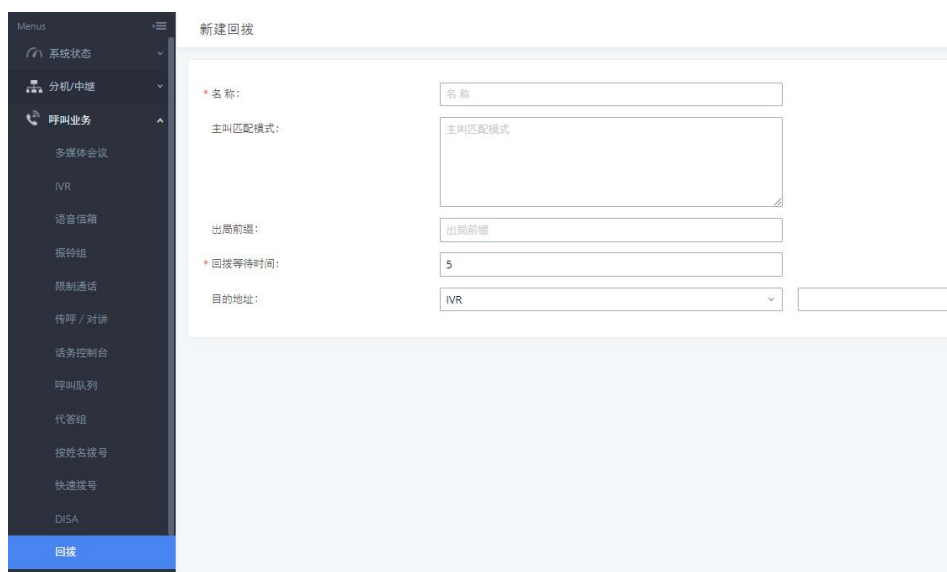 Menus
系统状态
分机/中继
呼叫业务
多媒体会议
IVR
语音信箱
振铃组
限制通话
传呼 / 对讲
话务控制台
呼叫队列
代答组
按姓名拨号
快速拨号
DISA
回拨
新建回拨
* 名称: 名称
主叫匹配模式: 主叫匹配模式
出局前缀: 出局前缀
* 回拨等待时间: 5
目的地址: IVR